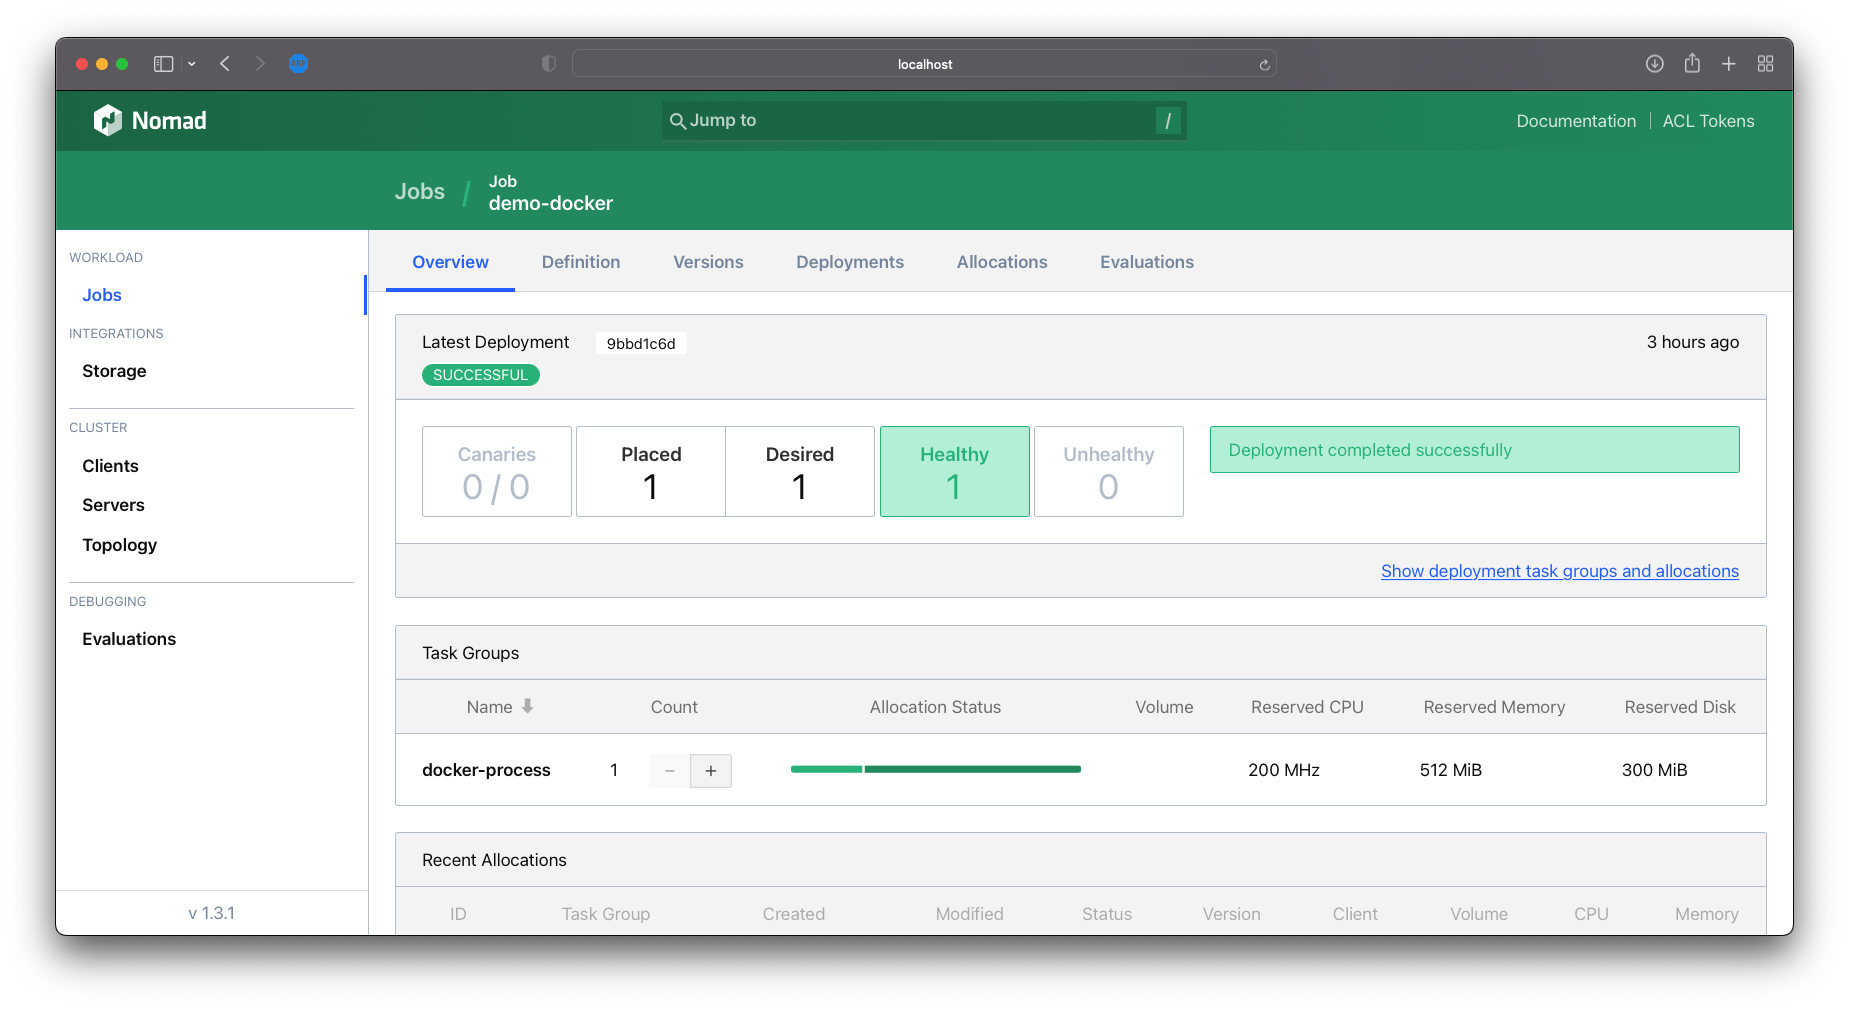 localhost
Nomad
Jump to
/
Documentation
ACL Tokens
Jobs / Job
demo-docker
WORKLOAD
Jobs
INTEGRATIONS
Storage
CLUSTER
Clients
Servers
Topology
DEBUGGING
Evaluations
v 1.3.1
Overview Definition Versions Deployments Allocations Evaluations
Latest Deployment 9bbd1c6d 3 hours ago
SUCCESSFUL
Canaries Placed Desired Healthy Unhealthy
0 / 0 1 1 1 0
Deployment completed successfully
Show deployment task groups and allocations
Task Groups
Name Count Allocation Status Volume Reserved CPU Reserved Memory Reserved Disk
docker-process 1 − + 200 MHz 512 MiB 300 MiB
Recent Allocations
ID Task Group Created Modified Status Version Client Volume CPU Memory